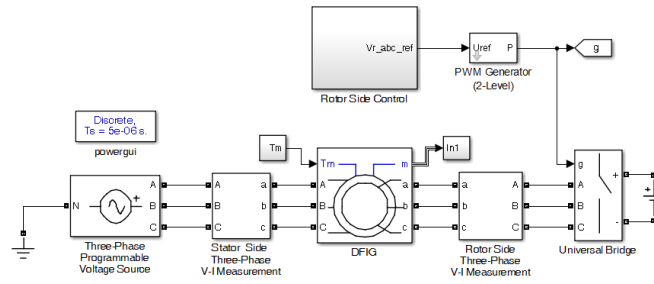 Vr_abc_ref
Uref
P
g
Rotor Side Control
PWM Generator
(2-Level)
Discrete,
Ts = 5e-06 s.
powergui
Tm
Tm
m
In1
g
+
-
N
+
A
B
C
A
B
C
a
b
c
A
B
C
a
b
c
A
B
C
a
b
c
A
B
C
Three-Phase
Programmable
Voltage Source
Stator Side
Three-Phase
V-I Measurement
DFIG
Rotor Side
Three-Phase
V-I Measurement
Universal Bridge